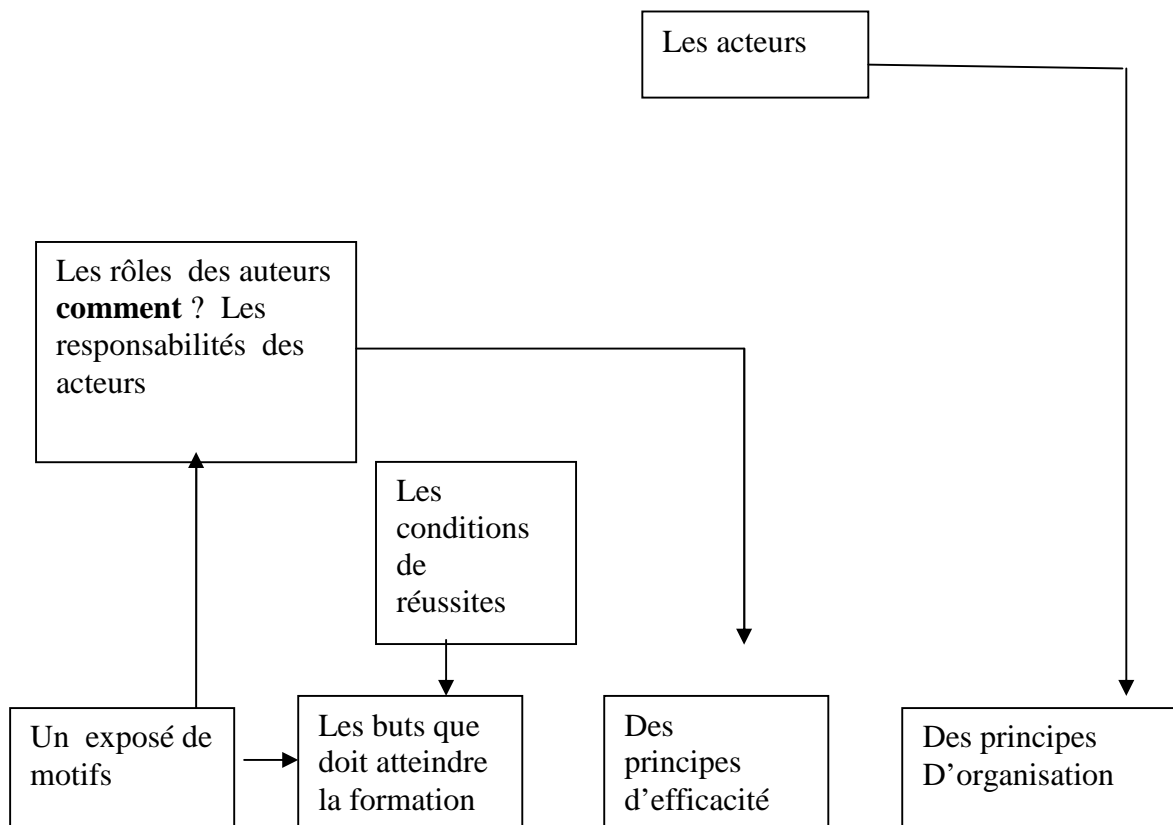 Les acteurs
Les rôles  des auteurs
comment ?  Les
responsabilités  des
acteurs
Les
conditions
de
réussites
Un  exposé de
motifs
Les buts que
doit atteindre
la formation
Des
principes
d’efficacité
Des principes
D’organisation